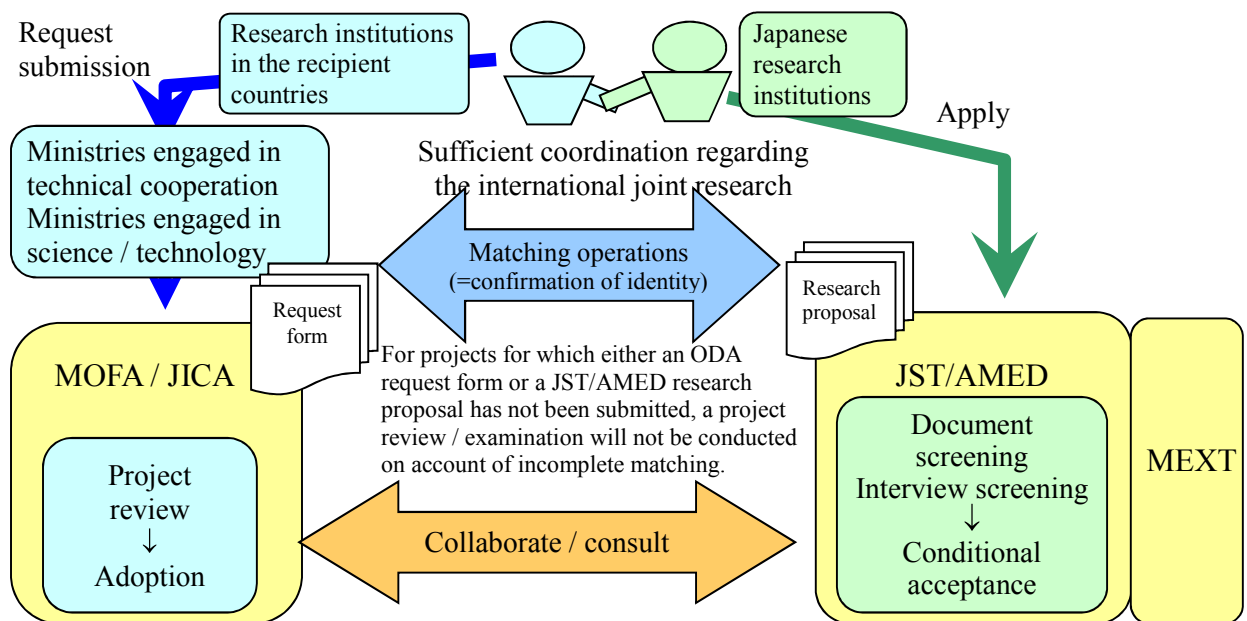 Request
submission
Research institutions
in the recipient
countries
Japanese
research
institutions
Apply
Ministries engaged in
technical cooperation
Ministries engaged in
science / technology
Sufficient coordination regarding
the international joint research
Matching operations
(=confirmation of identity)
Request
form
Research
proposal
For projects for which either an ODA
request form or a JST/AMED research
proposal has not been submitted, a project
review / examination will not be conducted
on account of incomplete matching.
MOFA / JICA
Project
review
↓
Adoption
Collaborate / consult
JST/AMED
Document
screening
Interview screening
↓
Conditional
acceptance
MEXT